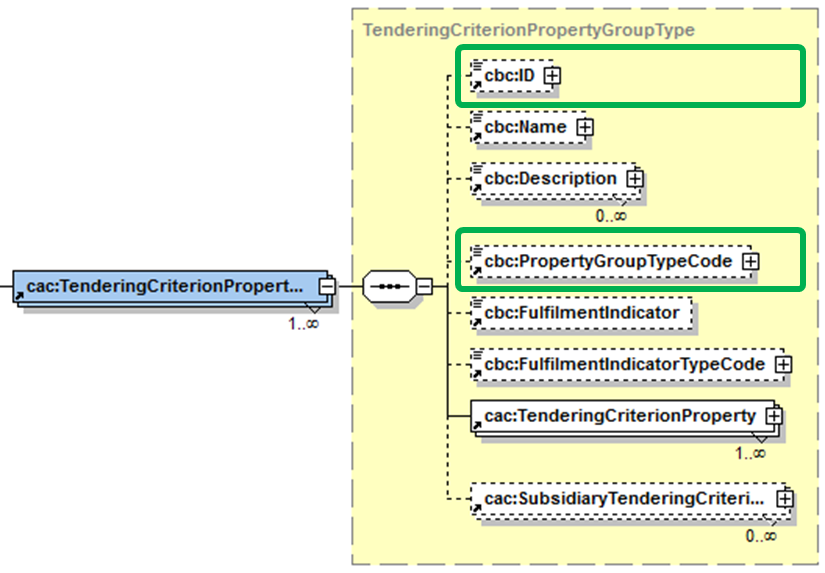 TenderingCriterionPropertyGroupType
cbc:ID
cbc:Name
cbc:Description
0..∞
cbc:PropertyGroupTypeCode
cac:TenderingCriterionPropert...
1..∞
cbc:FulfilmentIndicator
cbc:FulfilmentIndicatorTypeCode
cac:TenderingCriterionProperty
1..∞
cac:SubsidiaryTenderingCriteri...
0..∞